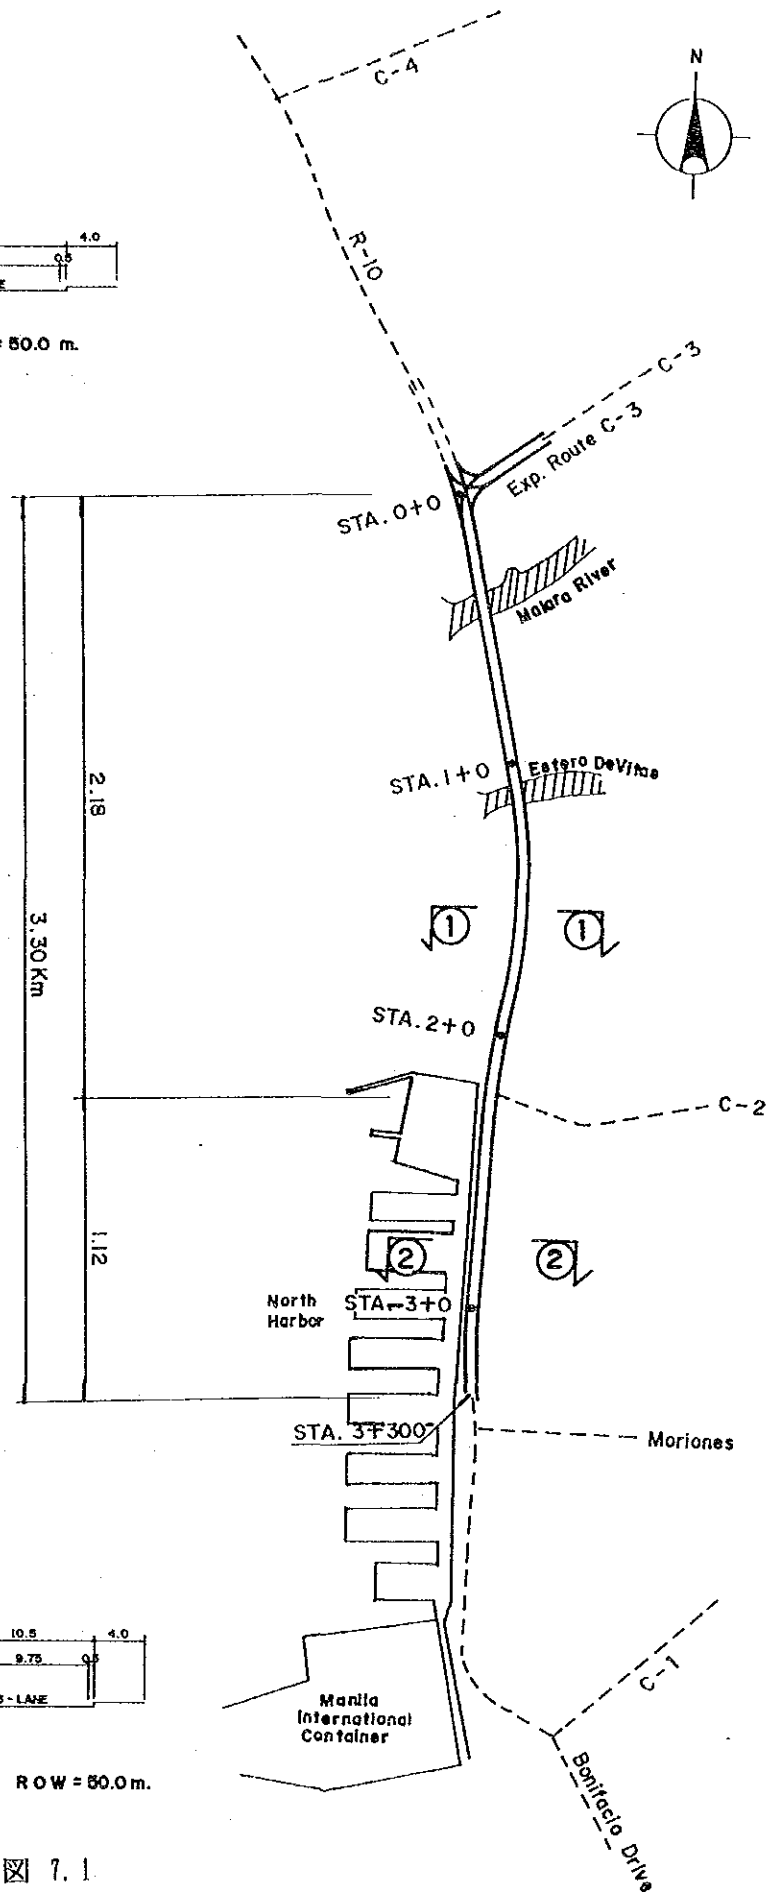 C-4
N
4.0
0.5
E
= 50.0 m.
R-10
C-3
Exp. Route C-3
STA. 0+0
Malara River
2.18
STA. 1+0
Estero DeVitas
3.30 Km
1
1
STA. 2+0
C-2
1.12
2
2
North
Harbor
STA. 3+0
STA. 3+300
Moriones
10.5
4.0
9.75
0.5
3-LANE
ROW = 50.0 m.
Manila
International
Container
C-1
Bonifacio Drive
図 7.1